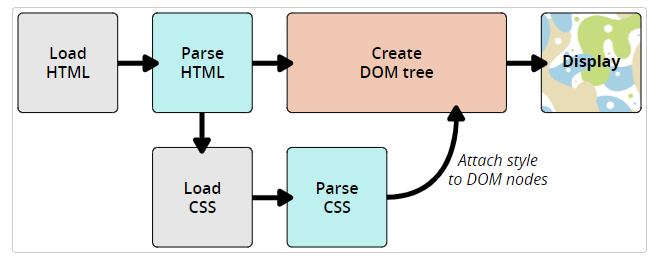 Load
HTML
Parse
HTML
Create
DOM tree
Display
Load
CSS
Parse
CSS
Attach style
to DOM nodes